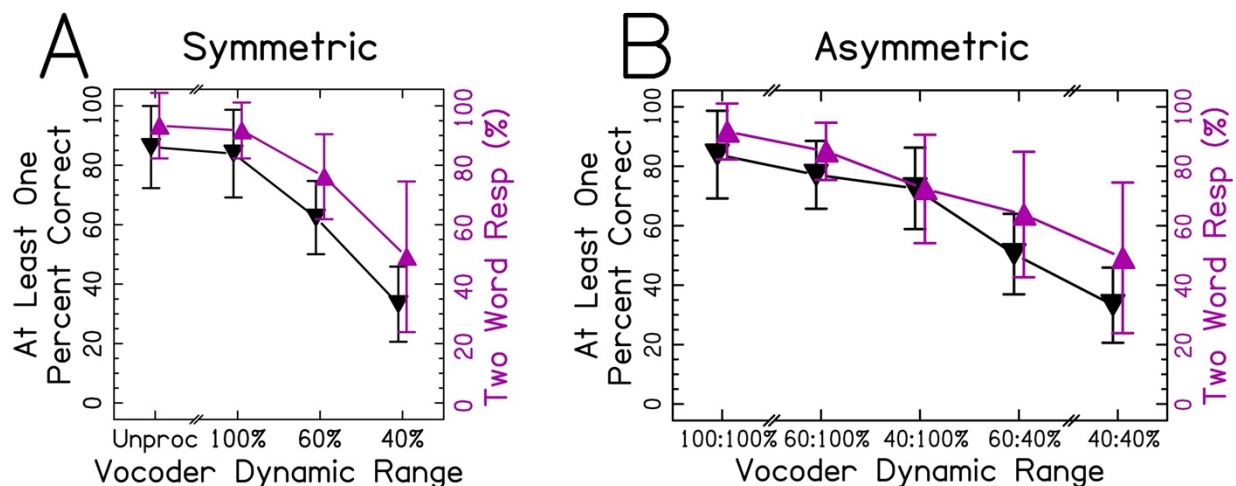 A
Symmetric
At Least One
Percent Correct
100
80
60
40
20
0
100
80
60
40
20
0
Two Word Resp (%)
Unproc 100% 60% 40%
Vocoder Dynamic Range
B
Asymmetric
At Least One
Percent Correct
100
80
60
40
20
0
100
80
60
40
20
0
Two Word Resp (%)
100:100% 60:100% 40:100% 60:40% 40:40%
Vocoder Dynamic Range